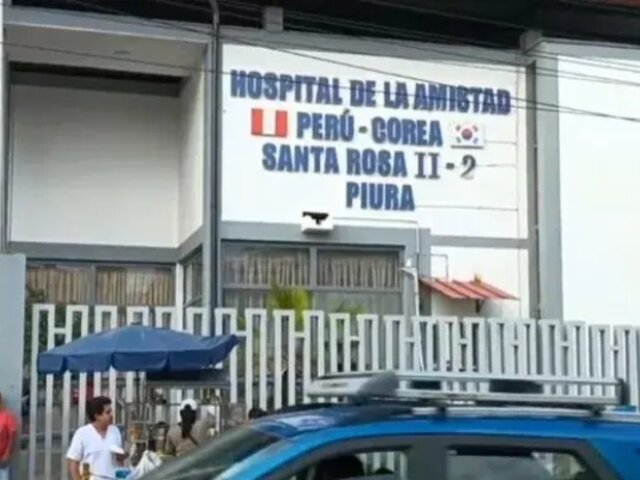 HOSPITAL DE LA AMISTAD
PERÚ - COREA
SANTA ROSA II - 2
PIURA